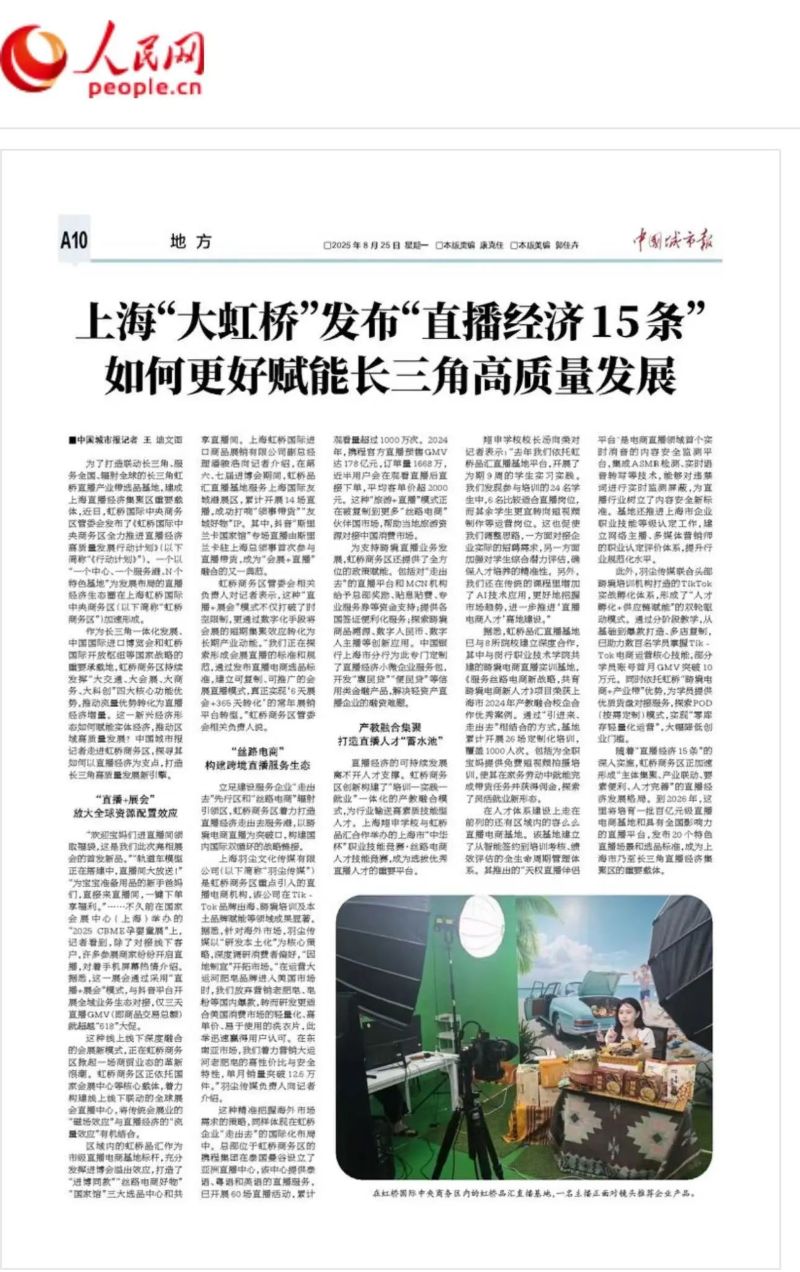 人民网
people.cn
A10
地方
□2025年8月25日 星期一 □本版责编 康克佳 □本版美编 郭佳卉
中国城市报
上海“大虹桥”发布“直播经济15条”
如何更好赋能长三角高质量发展
■中国城市报记者 王 迪文图
为了打造联动长三角、服
务全国、辐射全球的长三角虹
桥直播产业带选品基地,建成
上海直播经济集聚区重要载
体,近日,虹桥国际中央商务
区管委会发布了《虹桥国际中
央商务区全力推进直播经济
高质量发展行动计划》(以下
简称“《行动计划》”)。一个以
“一个中心、一个服务港、N个
特色基地”为发展布局的直播
经济生态圈在上海虹桥国际
中央商务区(以下简称“虹桥
商务区”)加速形成。
作为长三角一体化发展、
中国国际进口博览会和虹桥
国际开放枢纽等国家战略的
重要承载地,虹桥商务区持续
发挥“大交通、大会展、大商
务、大科创”四大核心功能优
势,推动流量优势转化为直播
经济增量。这一新兴经济形
态如何赋能实体经济、推动区
域高质量发展?中国城市报
记者走进虹桥商务区,探寻其
如何以直播经济为支点,打造
长三角高质量发展新引擎。
“直播+展会”
放大全球资源配置效应
“欢迎宝妈们进直播间领
取福袋,这是我们此次亮相展
会的首发新品。”“轨道车模型
正在搭建中,直播间大放送!”
“为宝宝准备用品的新手爸妈
们,直接来直播间,一键下单
享福利。”……不久前在国家
会展中心(上海)举办的
“2025 CBME孕婴童展”上,
记者看到,除了对接线下客
户,许多参展商家纷纷开启直
播,对着手机屏幕热情介绍。
据悉,这一展会通过采用“直
播+展会”模式,与抖音平台开
展全域业务生态对接,仅三天
直播GMV(即商品交易总额)
就超越“618”大促。
这种线上线下深度融合
的会展新模式,正在虹桥商务
区掀起一场商贸业态的革新
浪潮。虹桥商务区正依托国
家会展中心等核心载体,着力
构建线上线下联动的全球展
会直播中心,将传统会展业的
“磁场效应”与直播经济的“流
量效应”有机结合。
区域内的虹桥品汇作为
市级直播电商基地标杆,充分
发挥进博会溢出效应,打造了
“进博同款”“丝路电商好物”
“国家馆”三大选品中心和共
享直播间。上海虹桥国际进
口商品展销有限公司副总经
理潘骏浩向记者介绍,在第
六、七届进博会期间,虹桥品
汇直播基地服务上海国际友
城港展区,累计开展14场直
播,成功打响“领事带货”“友
城好物”IP。其中,抖音“斯里
兰卡国家馆”专场直播由斯里
兰卡驻上海总领事首次参与
直播带货,成为“会展+直播”
融合的又一典范。
虹桥商务区管委会相关
负责人对记者表示,这种“直
播+展会”模式不仅打破了时
空限制,更通过数字化手段将
会展的短期集聚效应转化为
长期产业动能。“我们正在探
索形成会展直播的标准和规
范,通过发布直播电商选品标
准,建立可复制、可推广的会
展直播模式,真正实现‘6天展
会+365天转化’的常年展销
平台转型。”虹桥商务区管委
会相关负责人说。
“丝路电商”
构建跨境直播服务生态
立足建设服务企业“走出
去”先行区和“丝路电商”辐射
引领区,虹桥商务区着力打造
直播经济走出去服务港,以跨
境电商直播为突破口,构建国
内国际双循环的战略链接。
上海羽尘文化传媒有限
公司(以下简称“羽尘传媒”)
是虹桥商务区重点引入的直
播电商机构,该公司在Tik-
Tok品牌出海、跨境培训及本
土品牌赋能等领域成果显著。
据悉,针对海外市场,羽尘传
媒以“研发本土化”为核心策
略,深度调研消费者偏好,“因
地制宜”开拓市场。“在运营大
运河肥皂品牌进入美国市场
时,我们放弃营销老肥皂、皂
粉等国内爆款,转而研发更适
合美国消费市场的轻量化、高
单价、易于使用的洗衣片,此
举迅速赢得用户认可。在东
南亚市场,我们着力营销大运
河老肥皂的高性价比与安全
特性,单月销量突破12.6万
件。”羽尘传媒负责人向记者
介绍。
这种精准把握海外市场
需求的策略,同样体现在虹桥
企业“走出去”的国际化布局
中。总部位于虹桥商务区的
携程集团在泰国曼谷设立了
亚洲直播中心,该中心提供泰
语、粤语和英语的直播服务,
已开展60场直播活动,累计
观看量超过1000万次。2024
年,携程官方直播预售GMV
达178亿元,订单量1668万,
近半用户会在观看直播后直
接下单,平均客单价超2000
元。这种“旅游+直播”模式正
在被复制到更多“丝路电商”
伙伴国市场,帮助当地旅游资
源对接中国消费市场。
为支持跨境直播业务发
展,虹桥商务区还提供了全方
位的政策赋能。包括对“走出
去”的直播平台和MCN机构
给予总部奖励、贴息贴费、专
业服务券等资金支持;提供各
国签证便利化服务;探索跨境
商品溯源、数字人民币、数字
人主播等创新应用。中国银
行上海市分行为此专门定制
了直播经济小微企业服务包,
开发“惠民贷”“便民贷”等信
用类金融产品,解决轻资产直
播企业的融资难题。
产教融合集聚
打造直播人才“蓄水池”
直播经济的可持续发展
离不开人才支撑。虹桥商务
区创新构建了“培训—实践—
就业”一体化的产教融合模
式,为行业输送高素质技能型
人才。上海翔申学校与虹桥品
汇合作举办的上海市“中华
杯”职业技能竞赛·丝路电商
人才技能竞赛,成为选拔优秀
直播人才的重要平台。
翔申学校校长汤向荣对
记者表示:“去年我们依托虹
桥品汇直播基地平台,开展了
为期9周的学生实习实践。
我们发现参与培训的24名学
生中,6名比较适合直播岗位,
而其余学生更宜转向短视频
制作等运营岗位。这也促使
我们调整思路,一方面对接企
业实际的招聘需求,另一方面
加强对学生综合潜力评估,确
保人才培养的精准性。另外,
我们还在传统的课程里增加
了AI技术应用,更好地把握
市场趋势,进一步推进‘直播
电商人才’高地建设。”
据悉,虹桥品汇直播基地
已与8所院校建立深度合作,
其中与闵行职业技术学院共
建的跨境电商直播实训基地,
《服务丝路电商新战略,共育
跨境电商新人才》项目荣获上
海市2024年产教融合校企合
作优秀案例。通过“引进来、
走出去”相结合的方式,基地
累计开展26场定制化培训,
覆盖1000人次。包括为全职
宝妈提供免费短视频拍摄培
训,使其在家务劳动中就能完
成带货任务并获得佣金,探索
了灵活就业新形态。
在人才体系建设上走在
前列的还有区域内的容么么
直播电商基地。该基地建立
了从智能签约到培训考核、绩
效评估的全生命周期管理体
系。其推出的“天权直播伴侣
平台”是电商直播领域首个实
时消音的内容安全监测平
台,集成ASMR检测、实时语
音转写等技术,能够对违禁
词进行实时监测屏蔽,为直
播行业树立了内容安全新标
准。基地还推进上海市企业
职业技能等级认定工作,建
立网络主播、多媒体营销师
的职业认定评价体系,提升行
业规范化水平。
此外,羽尘传媒联合头部
跨境培训机构打造的TikTok
实战孵化体系,形成了“人才
孵化+供应链赋能”的双轮驱
动模式。通过分阶段教学,从
基础到爆款打造、多店复制,
已助力数百名学员掌握Tik-
Tok电商运营核心技能,部分
学员账号首月GMV突破10
万元。同时依托虹桥“跨境电
商+产业带”优势,为学员提供
优质货盘对接服务,探索POD
(按需定制)模式,实现“零库
存轻量化运营”,大幅降低创
业门槛。
随着“直播经济15条”的
深入实施,虹桥商务区正加速
形成“主体集聚、产业联动、要
素便利、人才完善”的直播经
济发展格局。到2026年,这
里将培育一批百亿元级直播
电商基地和具有全国影响力
的直播平台,发布20个特色
直播场景和选品标准,成为上
海市乃至长三角直播经济集
聚区的重要载体。
在虹桥国际中央商务区内的虹桥品汇直播基地,一名主播正面对镜头推荐企业产品。